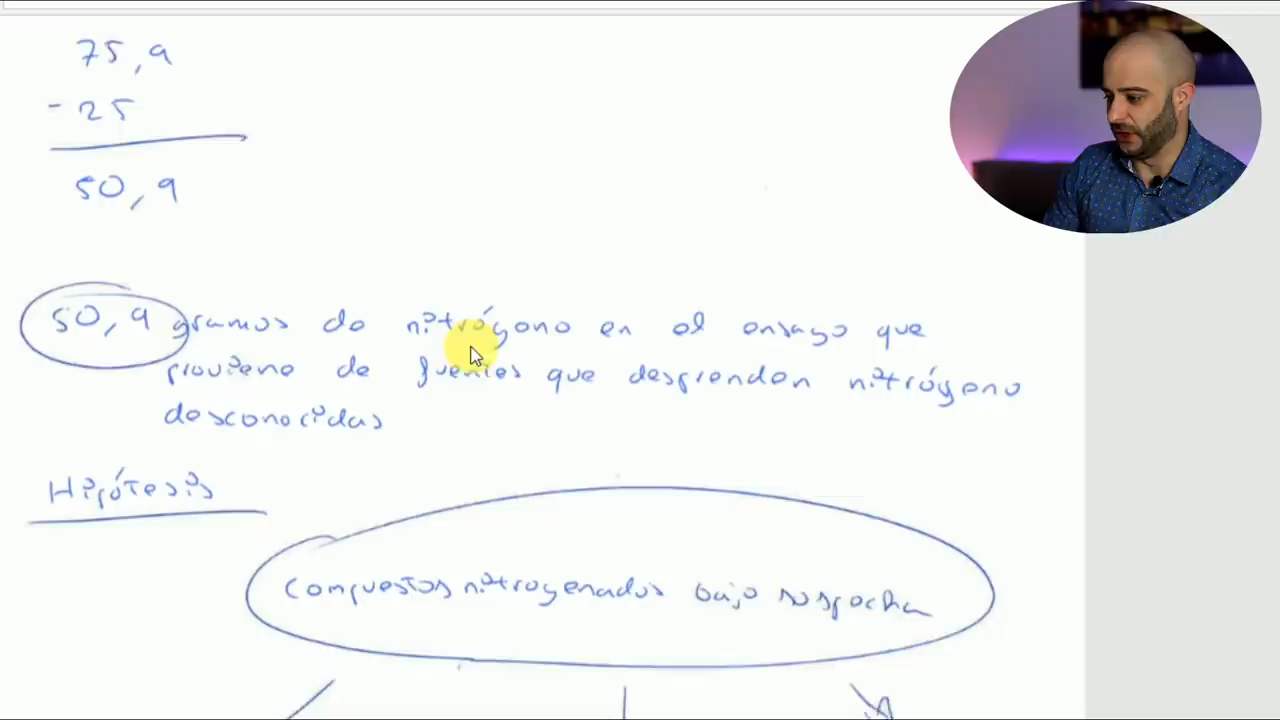 75,9
- 25
50,9
50,9 gramos de nitrógeno en el ensayo que
proviene de fuentes que desprenden nitrógeno
desconocidas
Hipótesis
Compuestos nitrogenados bajo sospecha